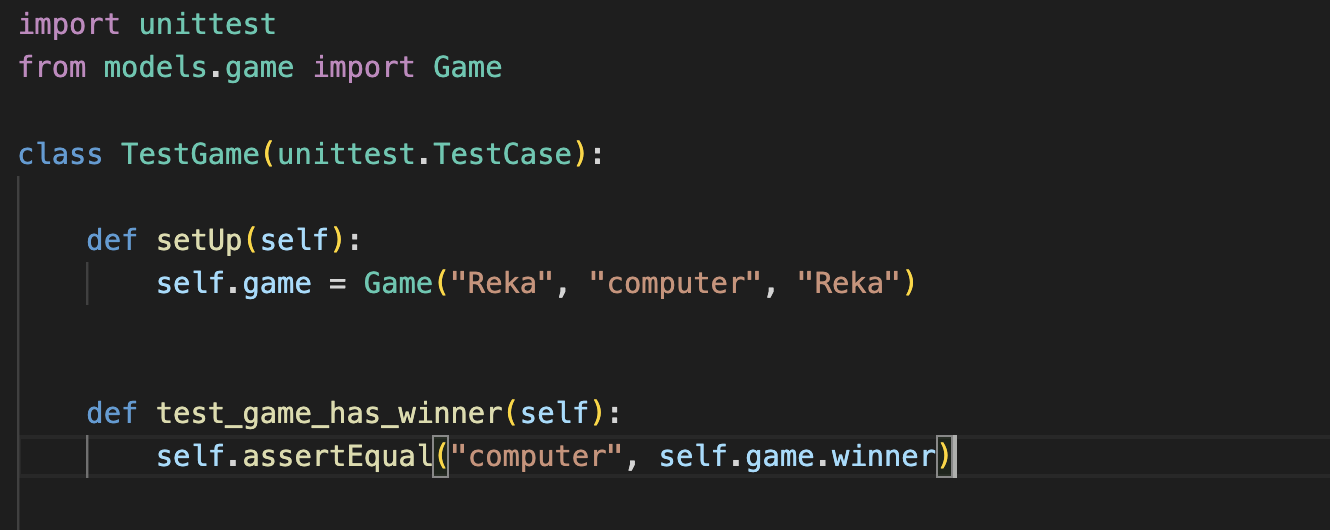 import unittest
from models.game import Game
class TestGame(unittest.TestCase):
def setUp(self):
self.game = Game("Reka", "computer", "Reka")
def test_game_has_winner(self):
self.assertEqual("computer", self.game.winner)